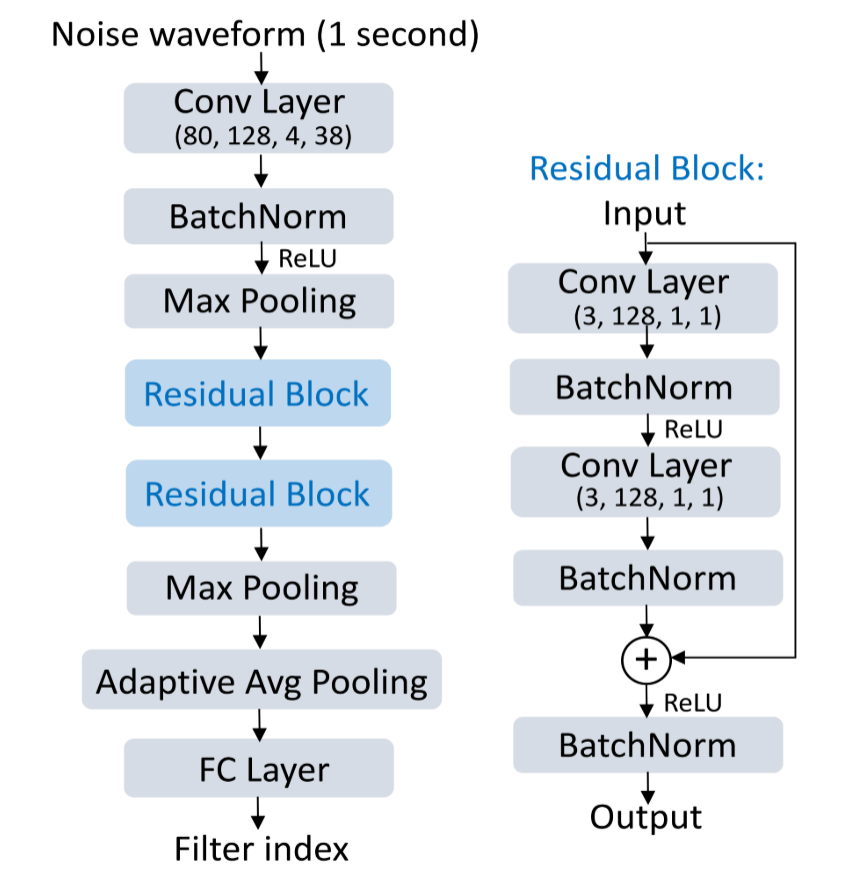 Noise waveform (1 second)
Conv Layer
(80, 128, 4, 38)
BatchNorm
ReLU
Max Pooling
Residual Block
Residual Block
Max Pooling
Adaptive Avg Pooling
FC Layer
Filter index
Residual Block:
Input
Conv Layer
(3, 128, 1, 1)
BatchNorm
ReLU
Conv Layer
(3, 128, 1, 1)
BatchNorm
+
ReLU
BatchNorm
Output